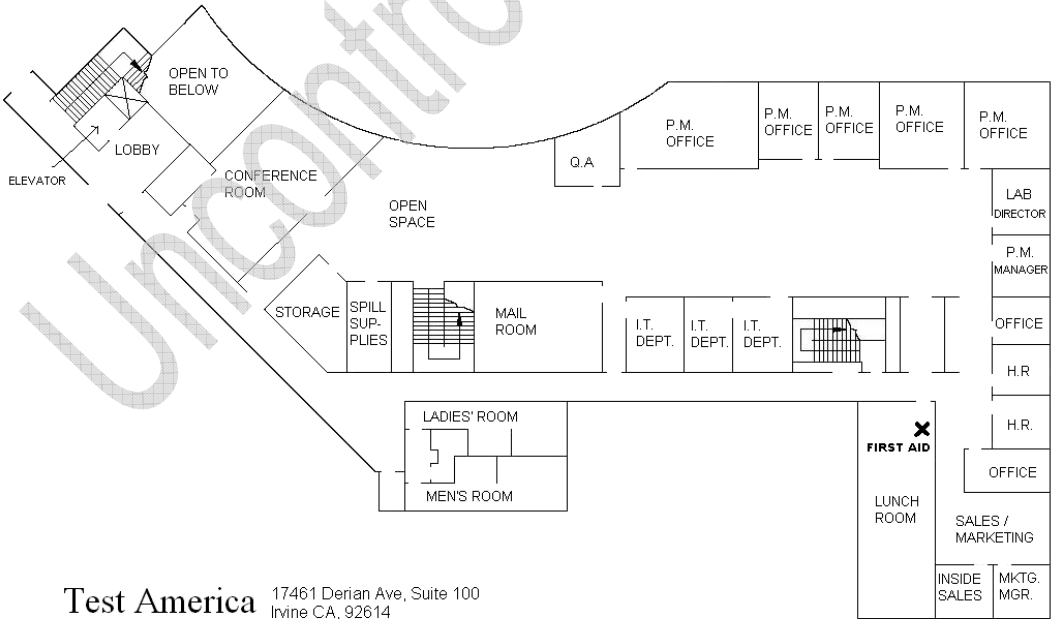 Uncontro
OPEN TO
BELOW
LOBBY
ELEVATOR
CONFERENCE
ROOM
OPEN
SPACE
Q.A
P.M.
OFFICE
P.M.
OFFICE
P.M.
OFFICE
P.M.
OFFICE
P.M.
OFFICE
LAB
DIRECTOR
P.M.
MANAGER
OFFICE
H.R
H.R.
OFFICE
STORAGE
SPILL
SUP-
PLIES
MAIL
ROOM
I.T.
DEPT.
I.T.
DEPT.
I.T.
DEPT.
LADIES' ROOM
MEN'S ROOM
FIRST AID
LUNCH
ROOM
SALES /
MARKETING
INSIDE
SALES
MKTG.
MGR.
Test America
17461 Derian Ave, Suite 100
Irvine CA, 92614